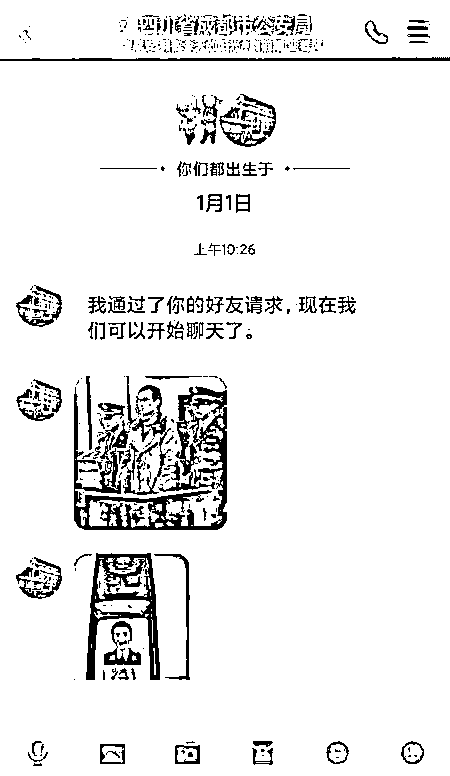 四川省成都市公安局
你们都出生于
1月1日
上午10:26
我通过了你的好友请求，现在我
们可以开始聊天了。